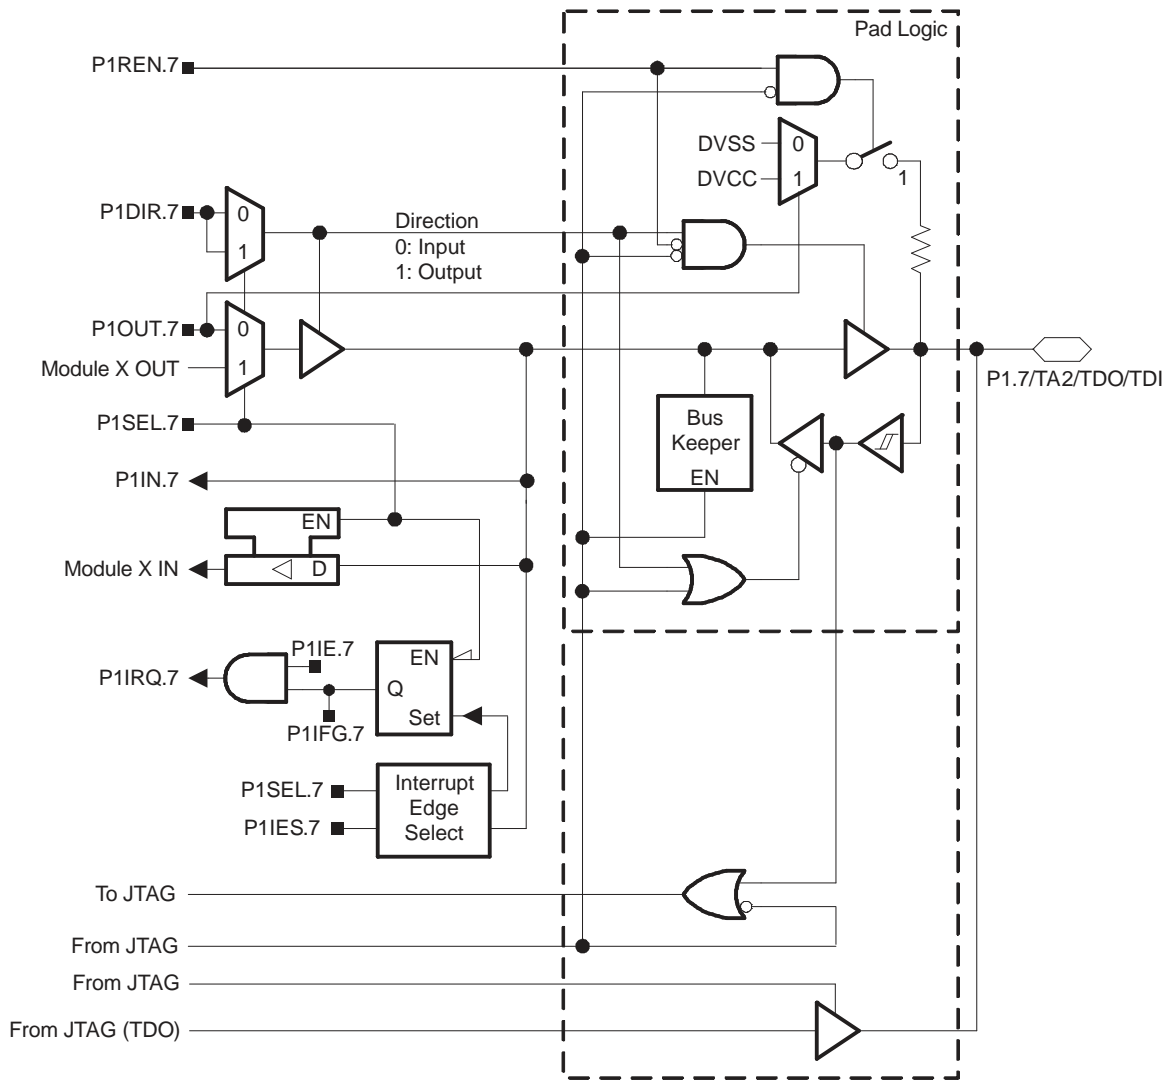 Pad Logic
P1REN.7
DVSS
0
DVCC
1
1
P1DIR.7
0
1
Direction
0: Input
1: Output
P1OUT.7
0
Module X OUT
1
P1.7/TA2/TDO/TDI
P1SEL.7
Bus
Keeper
EN
P1IN.7
EN
Module X IN
D
P1IE.7
EN
P1IRQ.7
Q
Set
P1IFG.7
P1SEL.7
Interrupt
Edge
Select
P1IES.7
To JTAG
From JTAG
From JTAG
From JTAG (TDO)